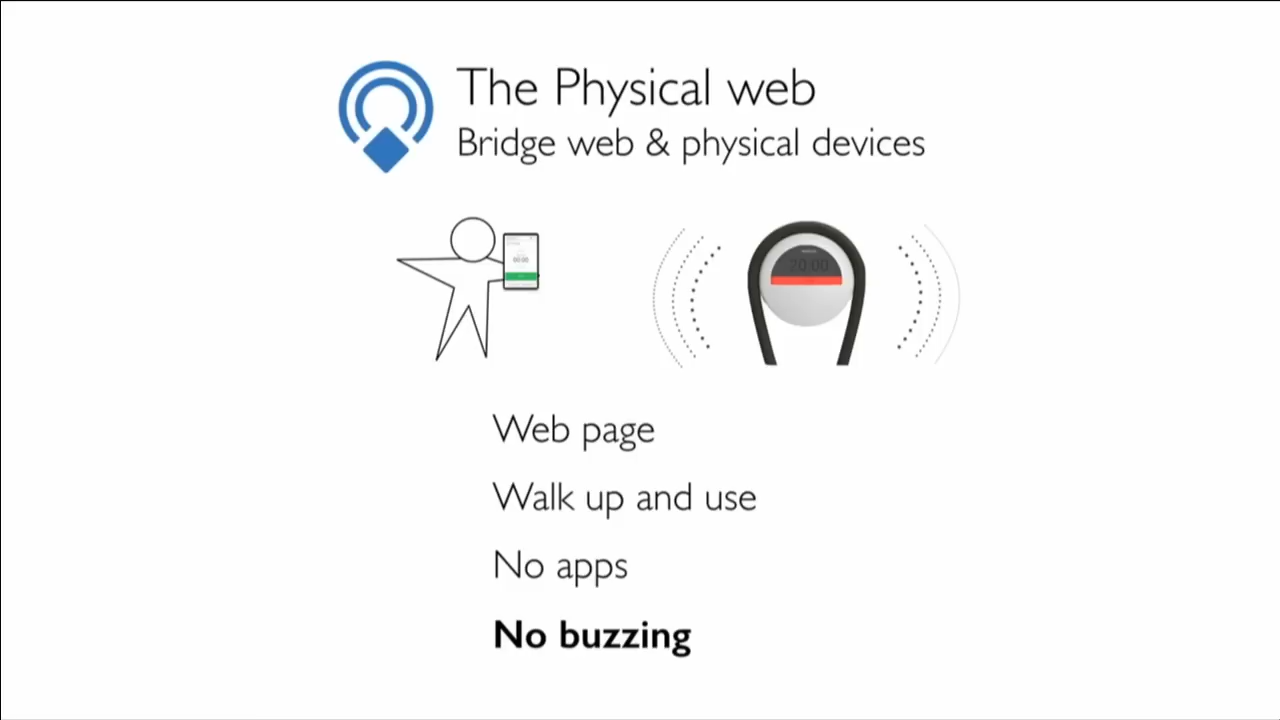 The Physical web
Bridge web & physical devices
Web page
Walk up and use
No apps
No buzzing